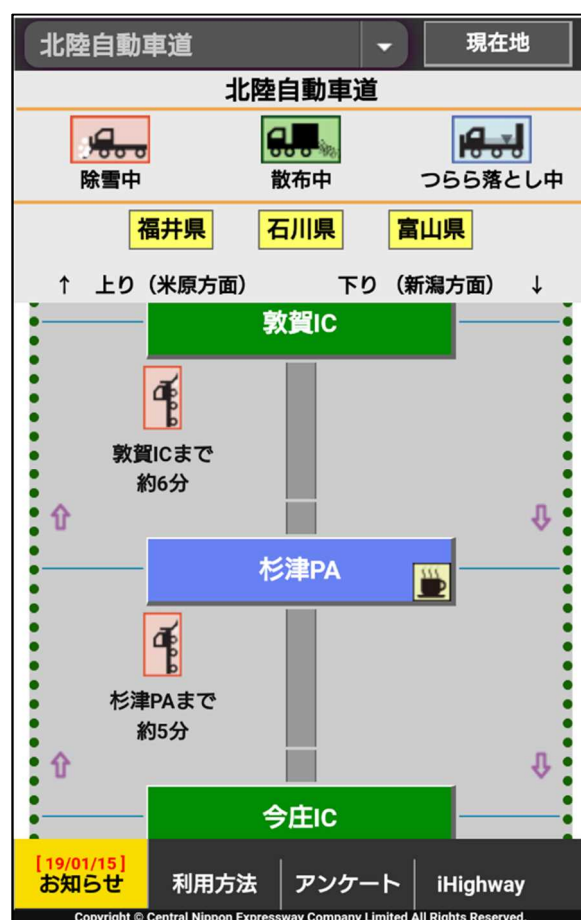 北陸自動車道
現在地
北陸自動車道
除雪中
散布中
つらら落とし中
福井県
石川県
富山県
↑ 上り（米原方面）
下り（新潟方面） ↓
敦賀IC
敦賀ICまで
約6分
杉津PA
杉津PAまで
約5分
今庄IC
[19/01/15]
お知らせ
利用方法
アンケート
iHighway
Copyright © Central Nippon Expressway Company Limited All Rights Reserved.